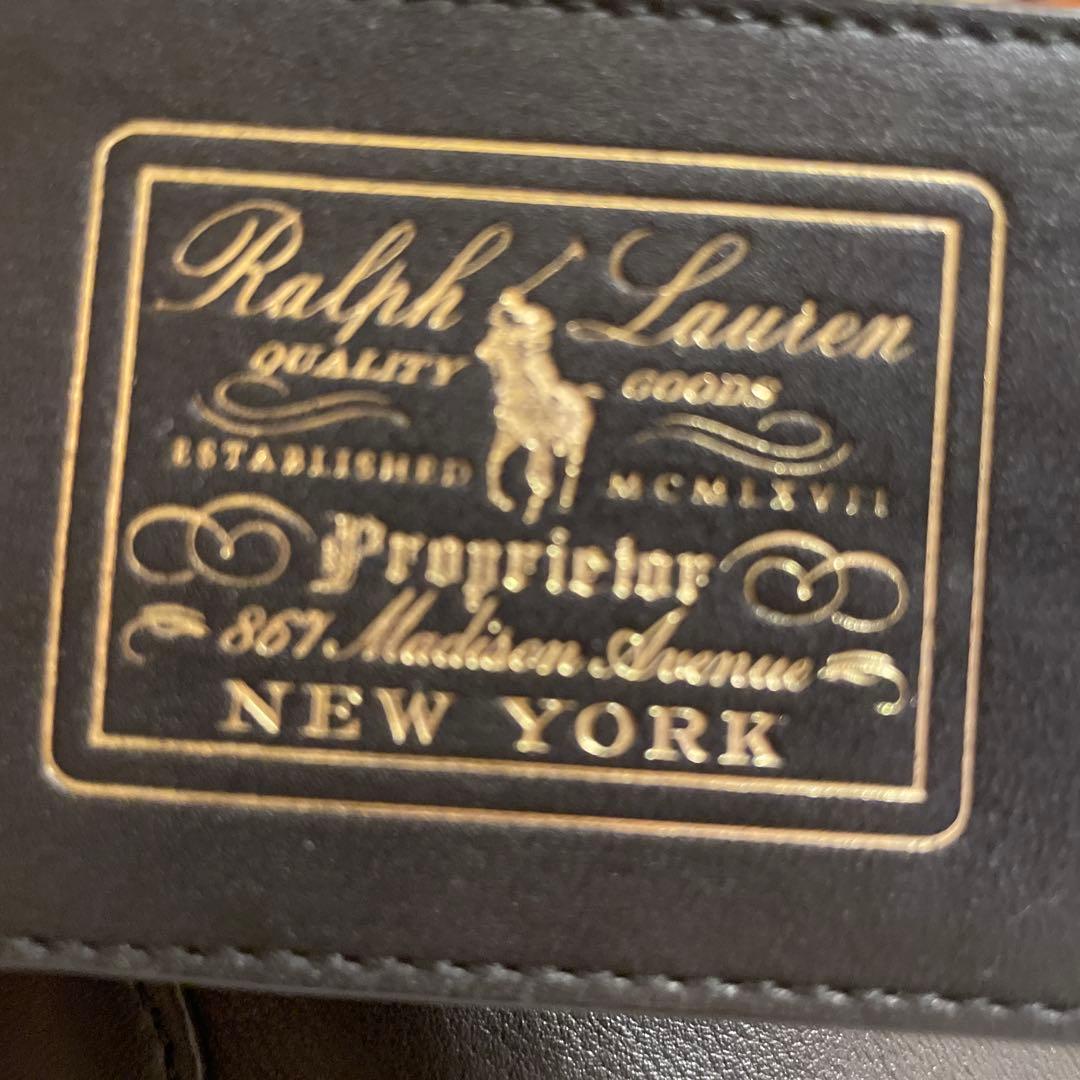 Ralph Lauren
QUALITY GOODS
ESTABLISHED MCMLXVII
Proprietor
867 Madison Avenue
NEW YORK